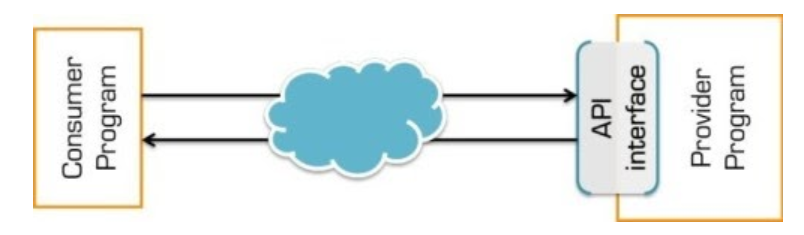 Consumer
Program
API
interface
Provider
Program